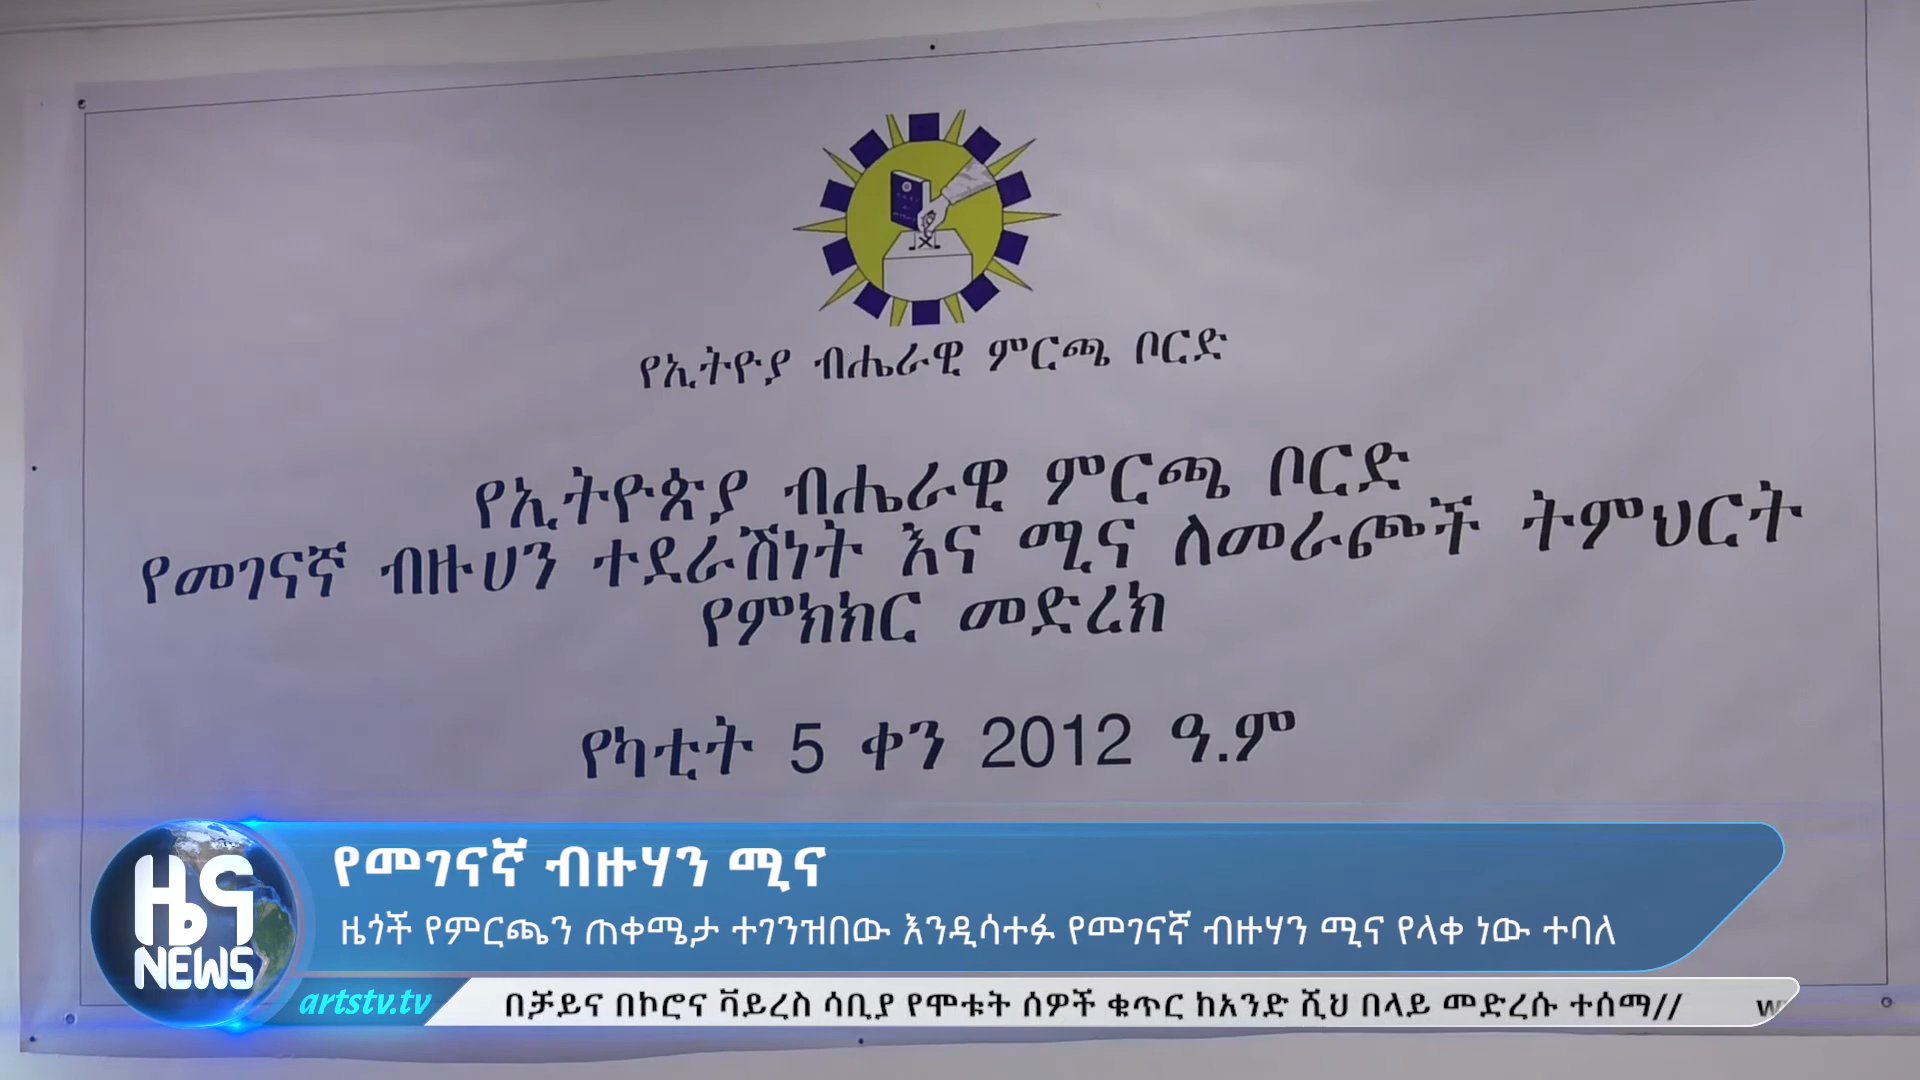 የኢትዮያ ብሔራዊ ምርጫ ቦርድ
የኢትዮጵያ ብሔራዊ ምርጫ ቦርድ
የመገናኛ ብዙሀን ተደራሽነት እና ሚና ለመራጮች ትምህርት
የምክክር መድረክ
የካቲት 5 ቀን 2012 ዓ.ም
ዜና
NEWS
የመገናኛ ብዙሃን ሚና
ዜጎች የምርጫን ጠቀሜታ ተገንዝበው እንዲሳተፉ የመገናኛ ብዙሃን ሚና የላቀ ነው ተባለ
artstv.tv
በቻይና በኮሮና ቫይረስ ሳቢያ የሞቱት ሰዎች ቁጥር ከአንድ ሺህ በላይ መድረሱ ተሰማ//